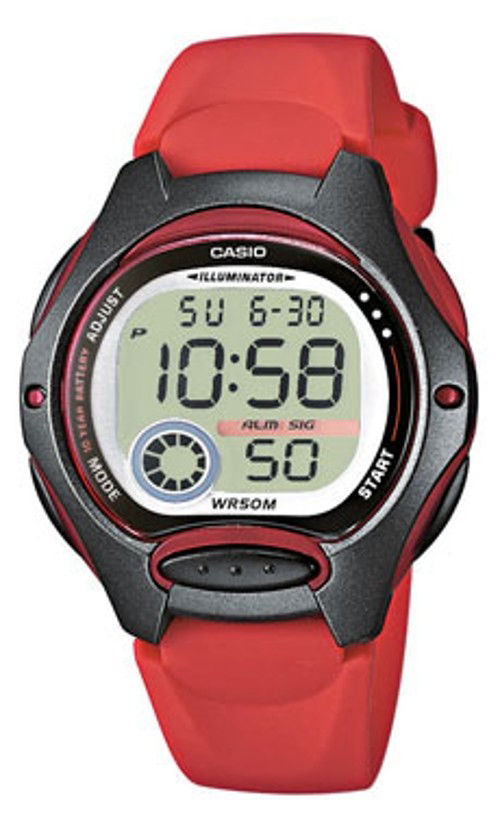 CASIO
ILLUMINATOR
ADJUST
SU 6-30
P
10:58
10 YEAR BATTERY
ALM SIG
50
MODE
START
WR50M